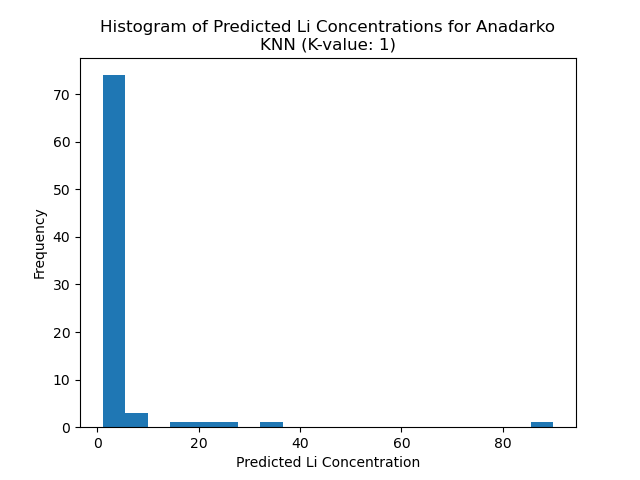 Histogram of Predicted Li Concentrations for Anadarko
KNN (K-value: 1)
70
60
50
40
30
20
10
0
Frequency
0 20 40 60 80
Predicted Li Concentration